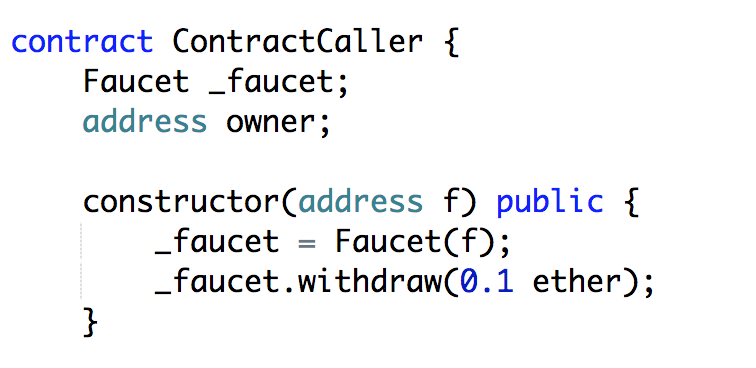 contract ContractCaller {
    Faucet _faucet;
    address owner;

    constructor(address f) public {
        _faucet = Faucet(f);
        _faucet.withdraw(0.1 ether);
    }